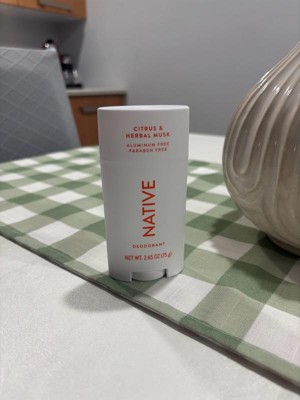 CITRUS &
HERBAL MUSK
ALUMINUM FREE
PARABEN FREE
NATIVE
DEODORANT
NET WT. 2.65 OZ (75 g)